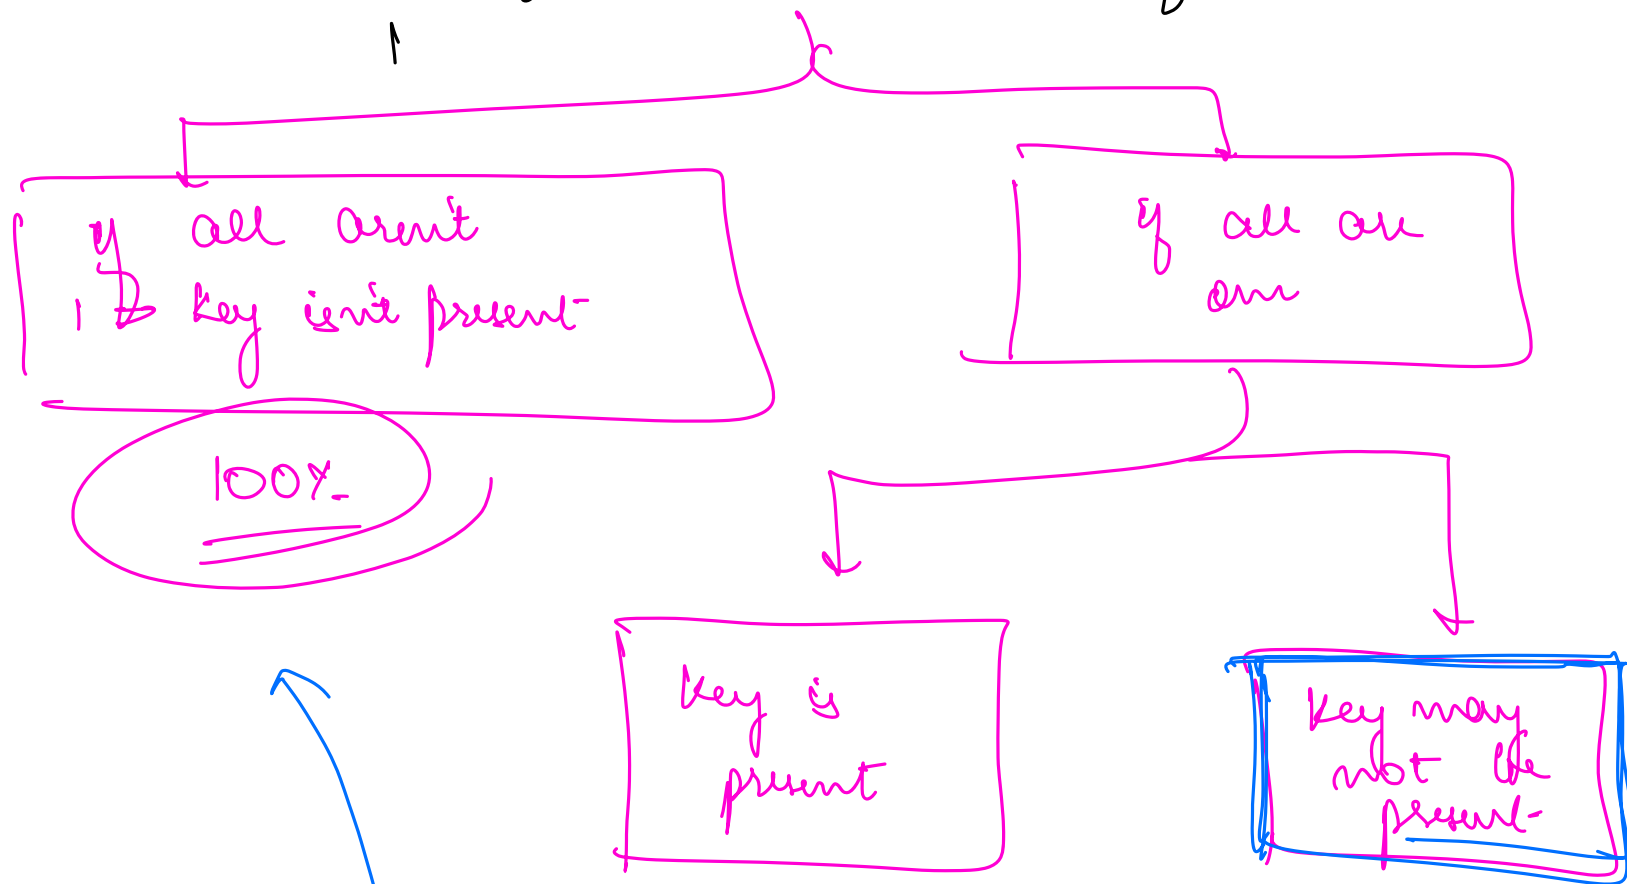 if all aren't
1 => key isn't present
100%
if all are
one
key is
present
key may
not be
present